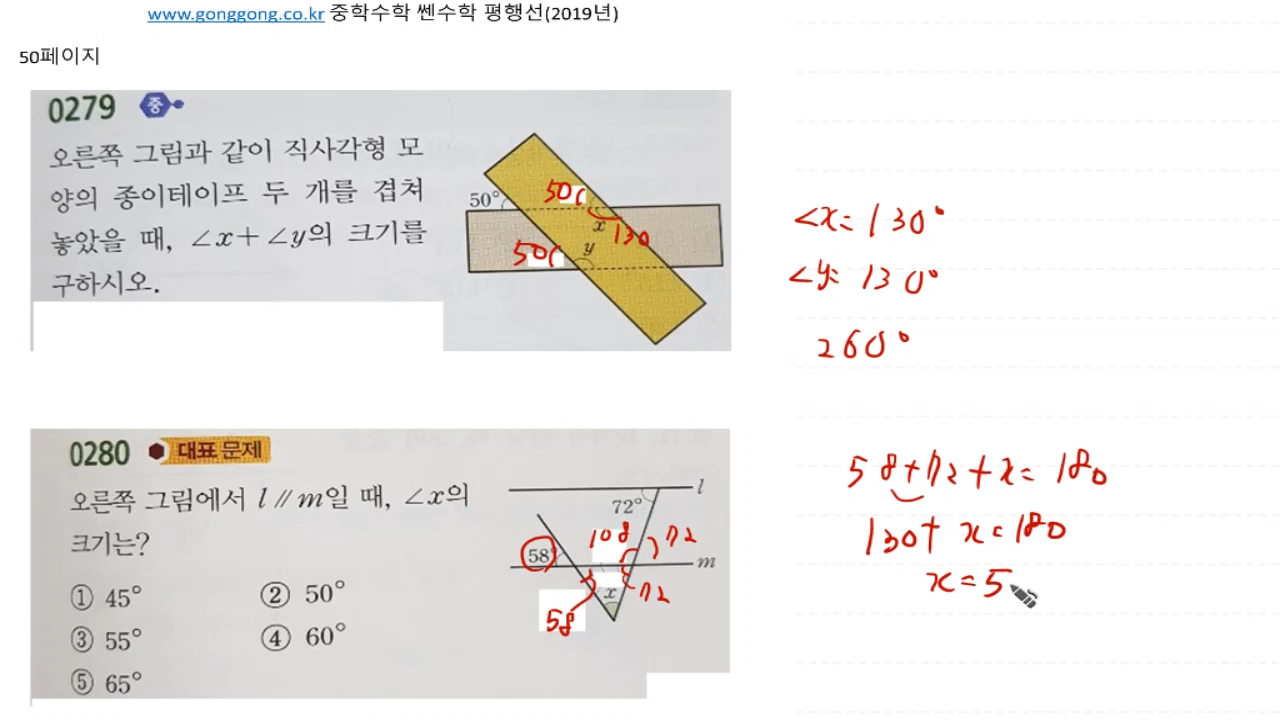 www.gonggong.co.kr 중학수학 쎈수학 평행선(2019년)
50페이지
0279 중
오른쪽 그림과 같이 직사각형 모
양의 종이테이프 두 개를 겹쳐
놓았을 때, ∠x+∠y의 크기를
구하시오.
50°
50
x
130
y
50
∠x=130°
∠y=130°
260°
0280 대표 문제
오른쪽 그림에서 l∥m일 때, ∠x의
크기는?
① 45° ② 50°
③ 55° ④ 60°
⑤ 65°
l
72°
108
72
58°
m
x
72
58
58+72+x=180
130+x=180
x=5